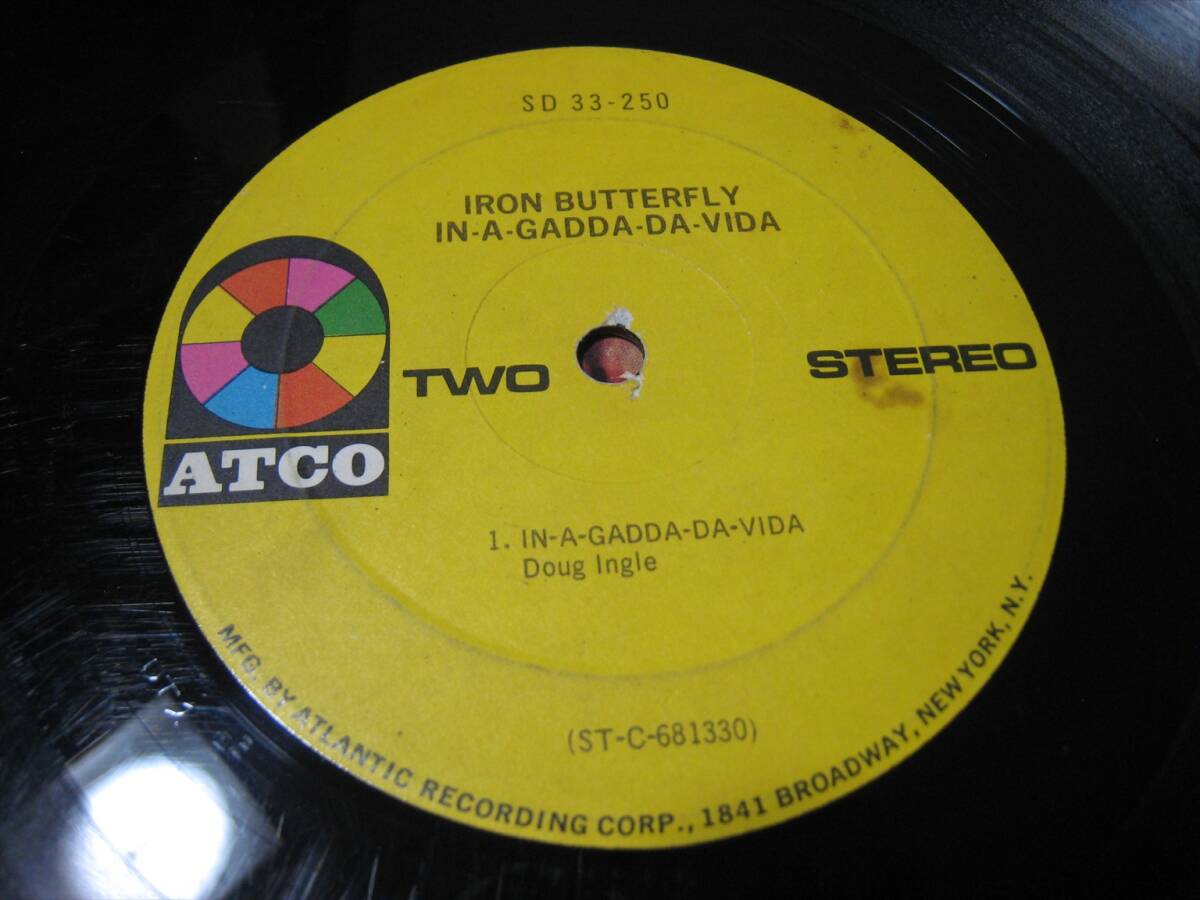 SD 33-250
IRON BUTTERFLY
IN-A-GADDA-DA-VIDA
TWO
STEREO
ATCO
1. IN-A-GADDA-DA-VIDA
Doug Ingle
(ST-C-681330)
MFG. BY ATLANTIC RECORDING CORP., 1841 BROADWAY, NEW YORK, N.Y.